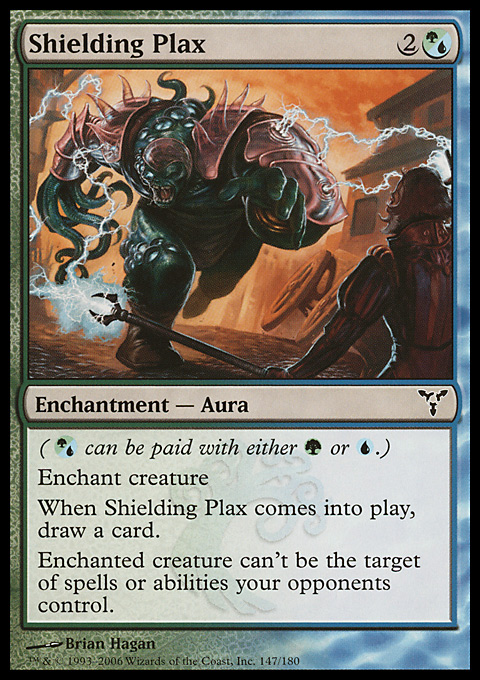 Shielding Plax 2
Enchantment — Aura
( can be paid with either or .)
Enchant creature
When Shielding Plax comes into play,
draw a card.
Enchanted creature can't be the target
of spells or abilities your opponents
control.
Brian Hagan
™ & © 1993–2006 Wizards of the Coast, Inc. 147/180